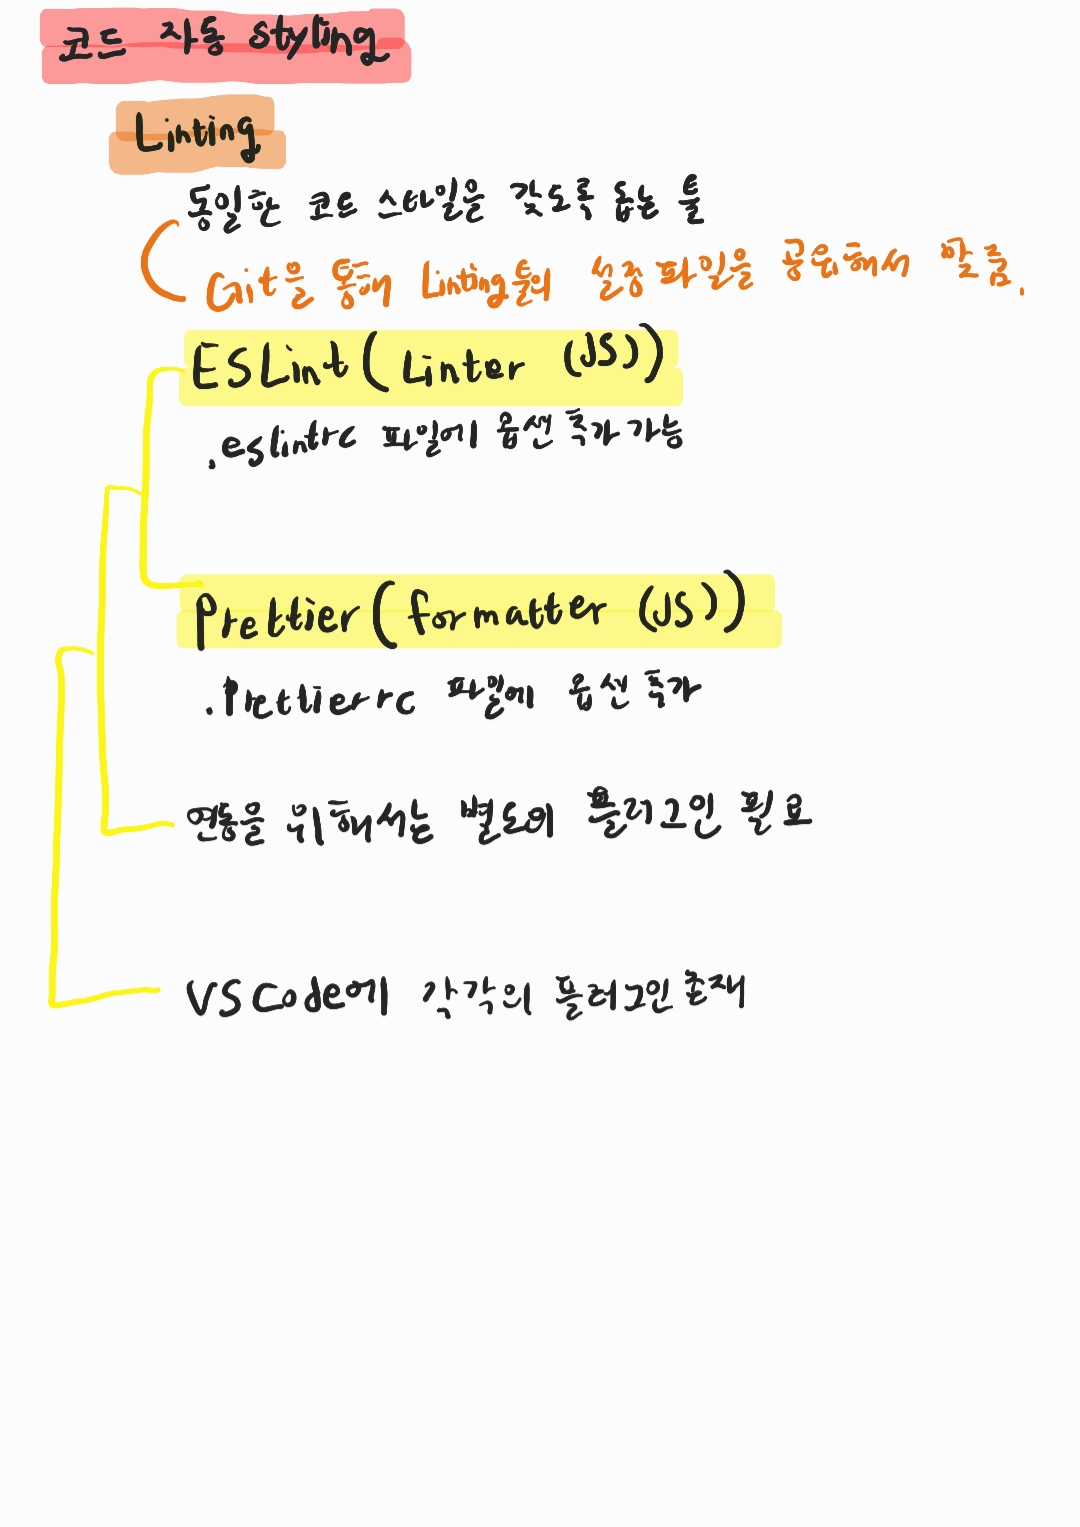 코드 자동 styling
Linting
동일한 코드 스타일을 갖도록 돕는 툴
Git을 통해 Linting툴의 설정파일을 공유해서 맞춤.
ESLint(Linter (JS))
.eslintrc 파일에 옵션 추가 가능
Prettier(formatter (JS))
.Prettierrc 파일에 옵션 추가
연동을 위해서는 별도의 플러그인 필요
VSCode에 각각의 플러그인 존재